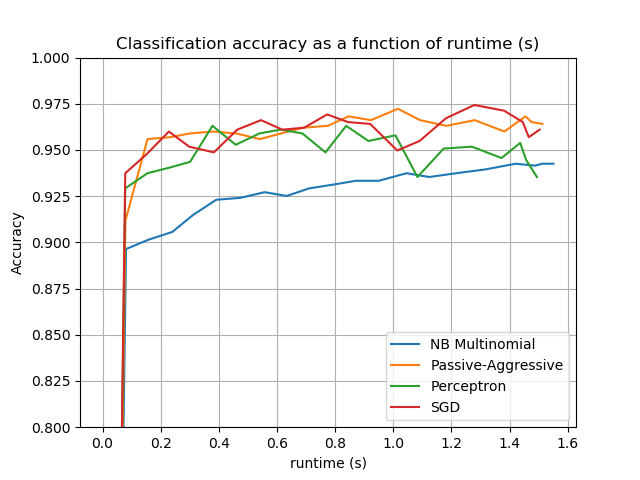 Classification accuracy as a function of runtime (s)
1.000
0.975
0.950
0.925
0.900
0.875
0.850
0.825
0.800
Accuracy
NB Multinomial
Passive-Aggressive
Perceptron
SGD
0.0 0.2 0.4 0.6 0.8 1.0 1.2 1.4 1.6
runtime (s)